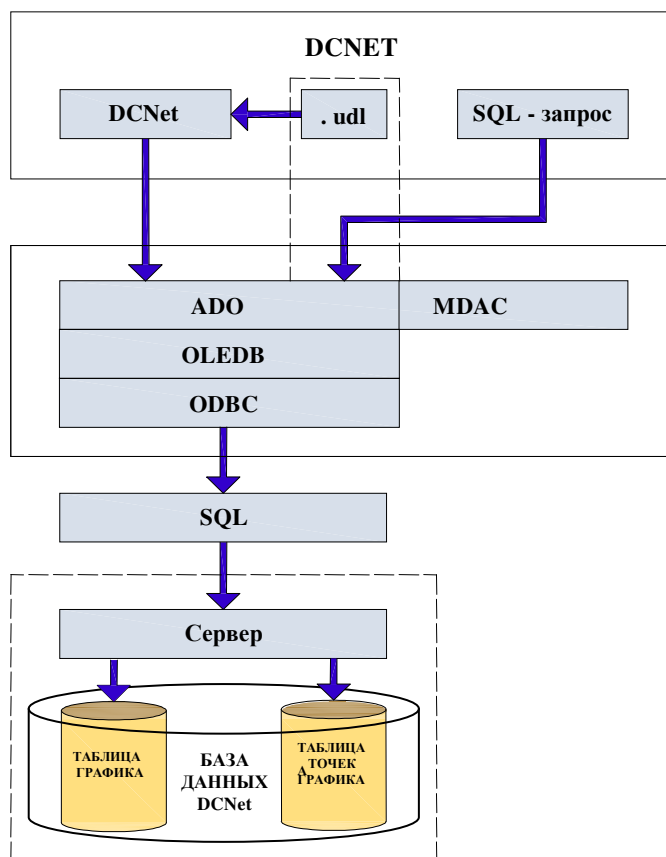 DCNET
DCNet
. udl
SQL - запрос
ADO
MDAC
OLEDB
ODBC
SQL
Сервер
ТАБЛИЦА
ГРАФИКА
БАЗА
ДАННЫХ
DCNet
ТАБЛИЦА
А ТОЧЕК
ГРАФИКА